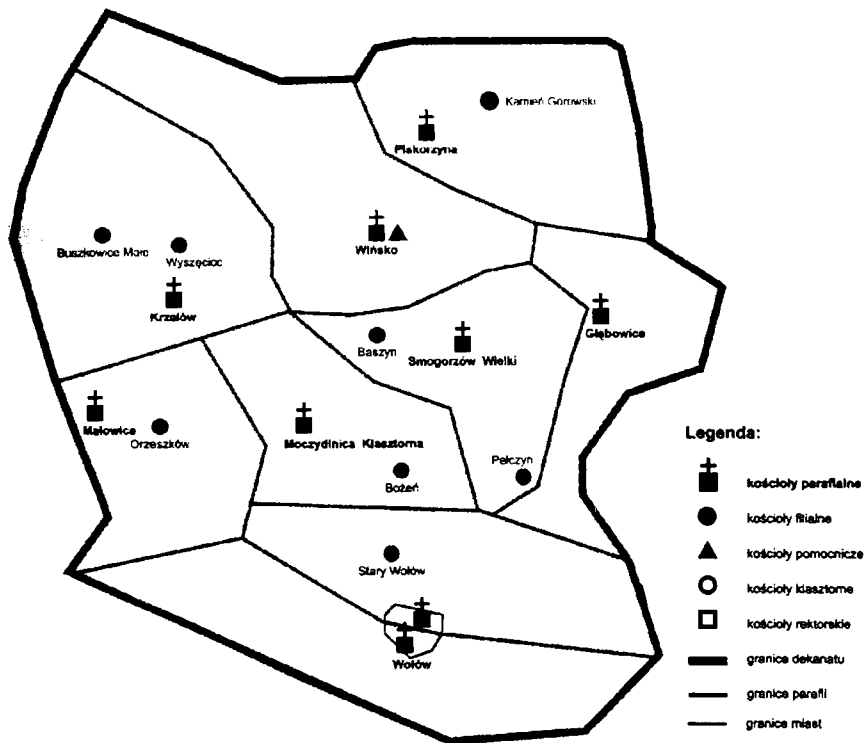 Kamień Gorowski
Piskorzyna
Wińsko
Buszkowice Małe
Wyszęcice
Krzelów
Głębowice
Baszyn
Smogorzów Wielki
Małowice
Orzeszków
Moczydlnica Klasztorna
Bożeń
Pełczyn
Stary Wołów
Wołów
Legenda:
kościoły parafialne
kościoły filialne
kościoły pomocnicze
kościoły klasztorne
kościoły rektorskie
granice dekanatu
granice parafii
granice miast